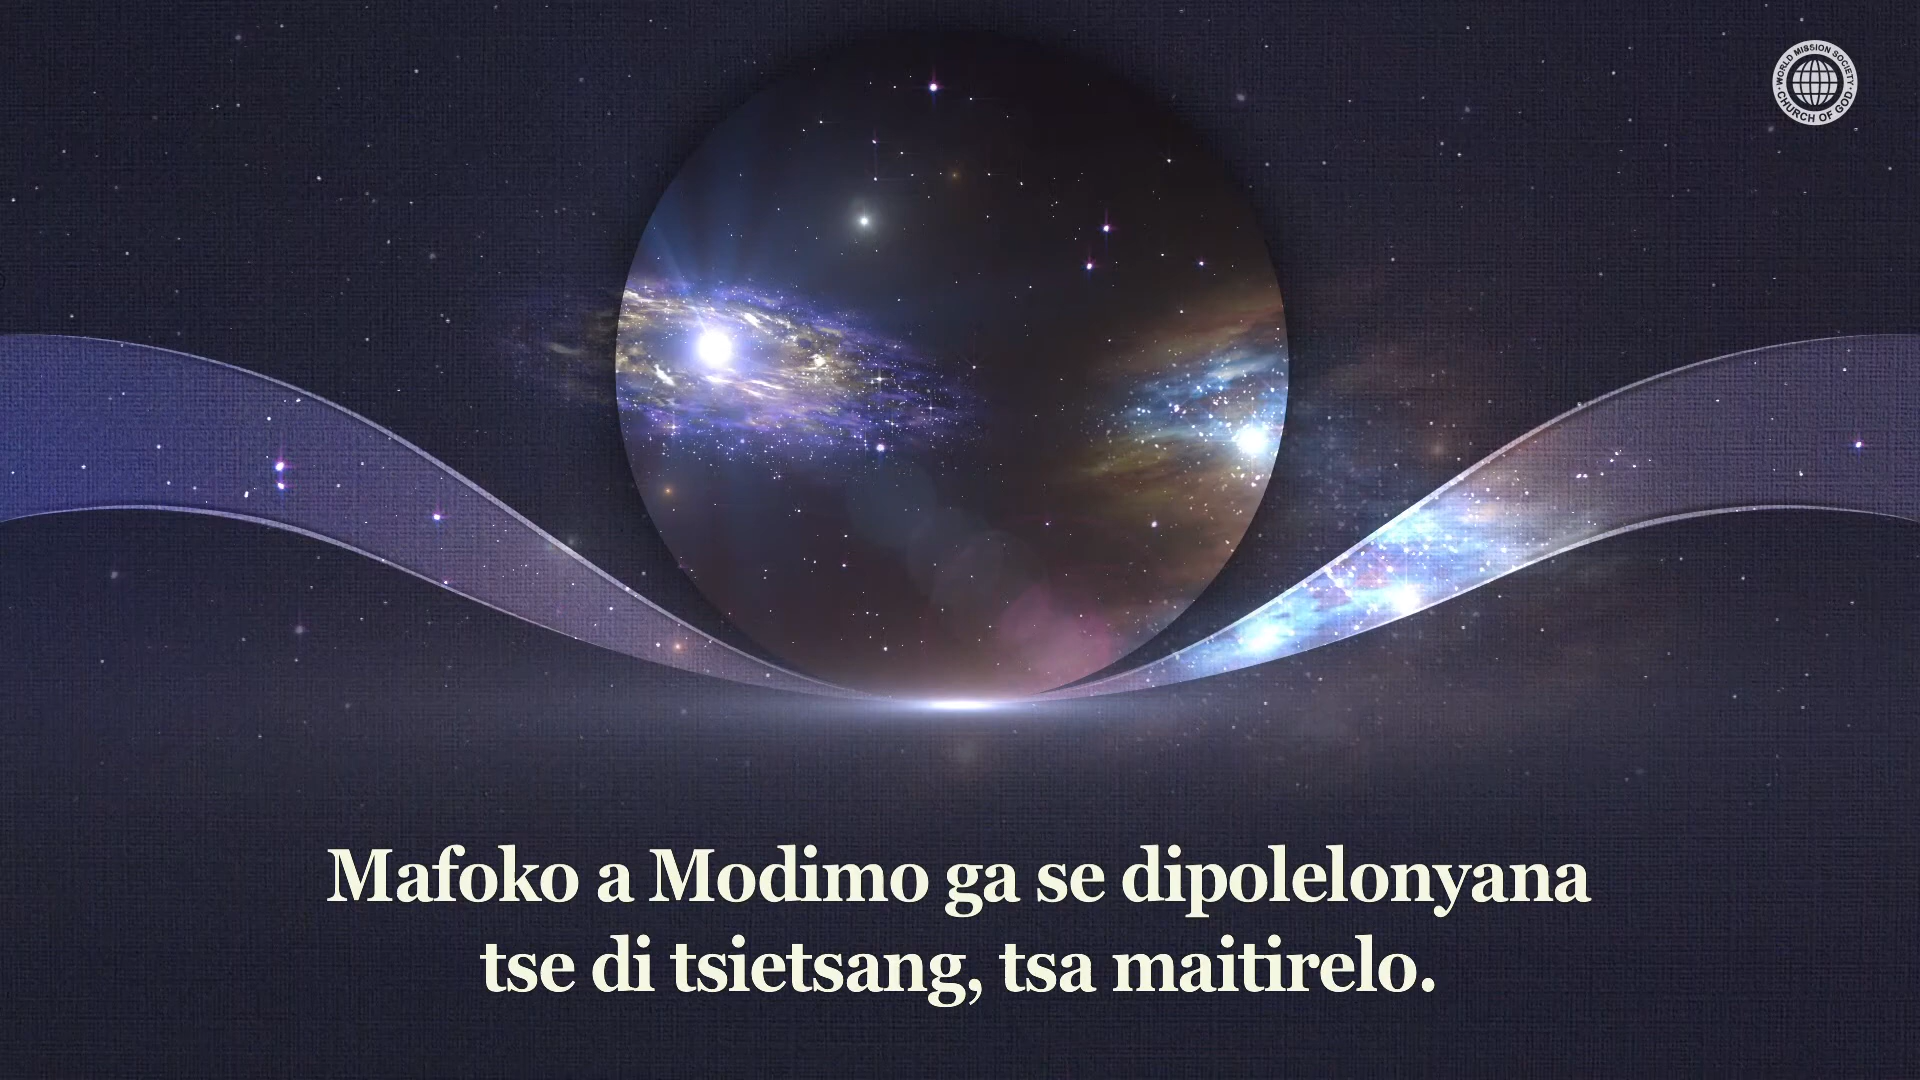 WORLD MISSION SOCIETY
CHURCH OF GOD
Mafoko a Modimo ga se dipolelonyana
tse di tsietsang, tsa maitirelo.